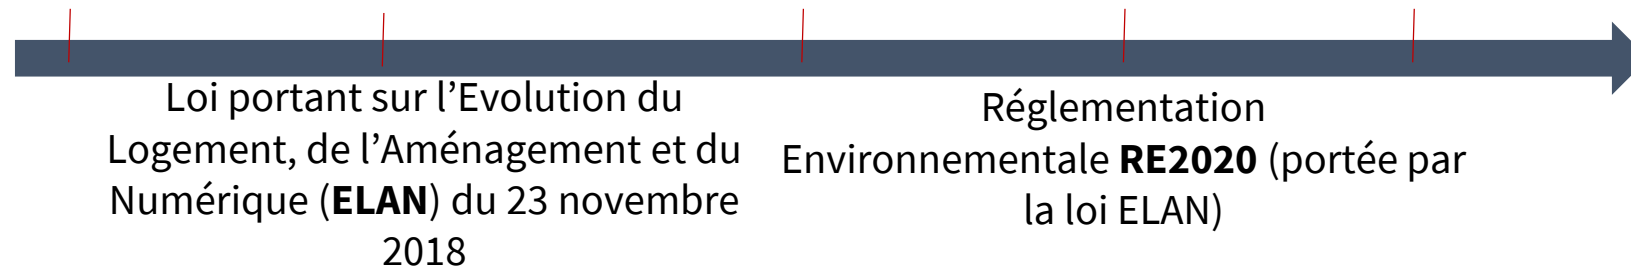 Loi portant sur l’Evolution du
Logement, de l’Aménagement et du
Numérique (ELAN) du 23 novembre
2018
Réglementation
Environnementale RE2020 (portée par
la loi ELAN)